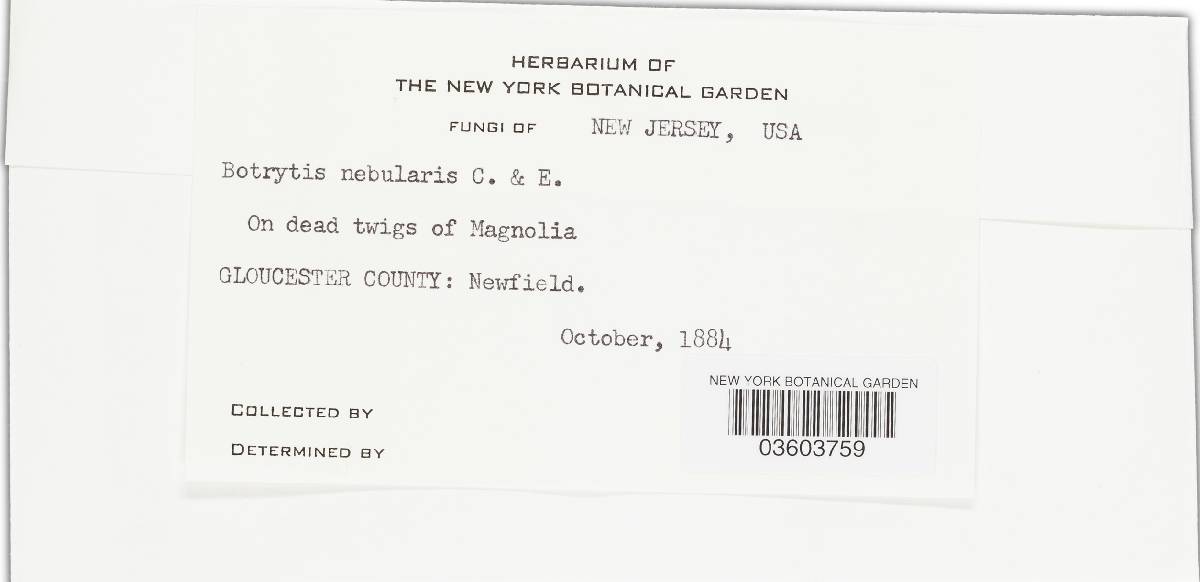 HERBARIUM OF
THE NEW YORK BOTANICAL GARDEN
FUNGI OF NEW JERSEY, USA
Botrytis nebularis C. & E.
On dead twigs of Magnolia
GLOUCESTER COUNTY: Newfield.
October, 1884
NEW YORK BOTANICAL GARDEN
03603759
COLLECTED BY
DETERMINED BY